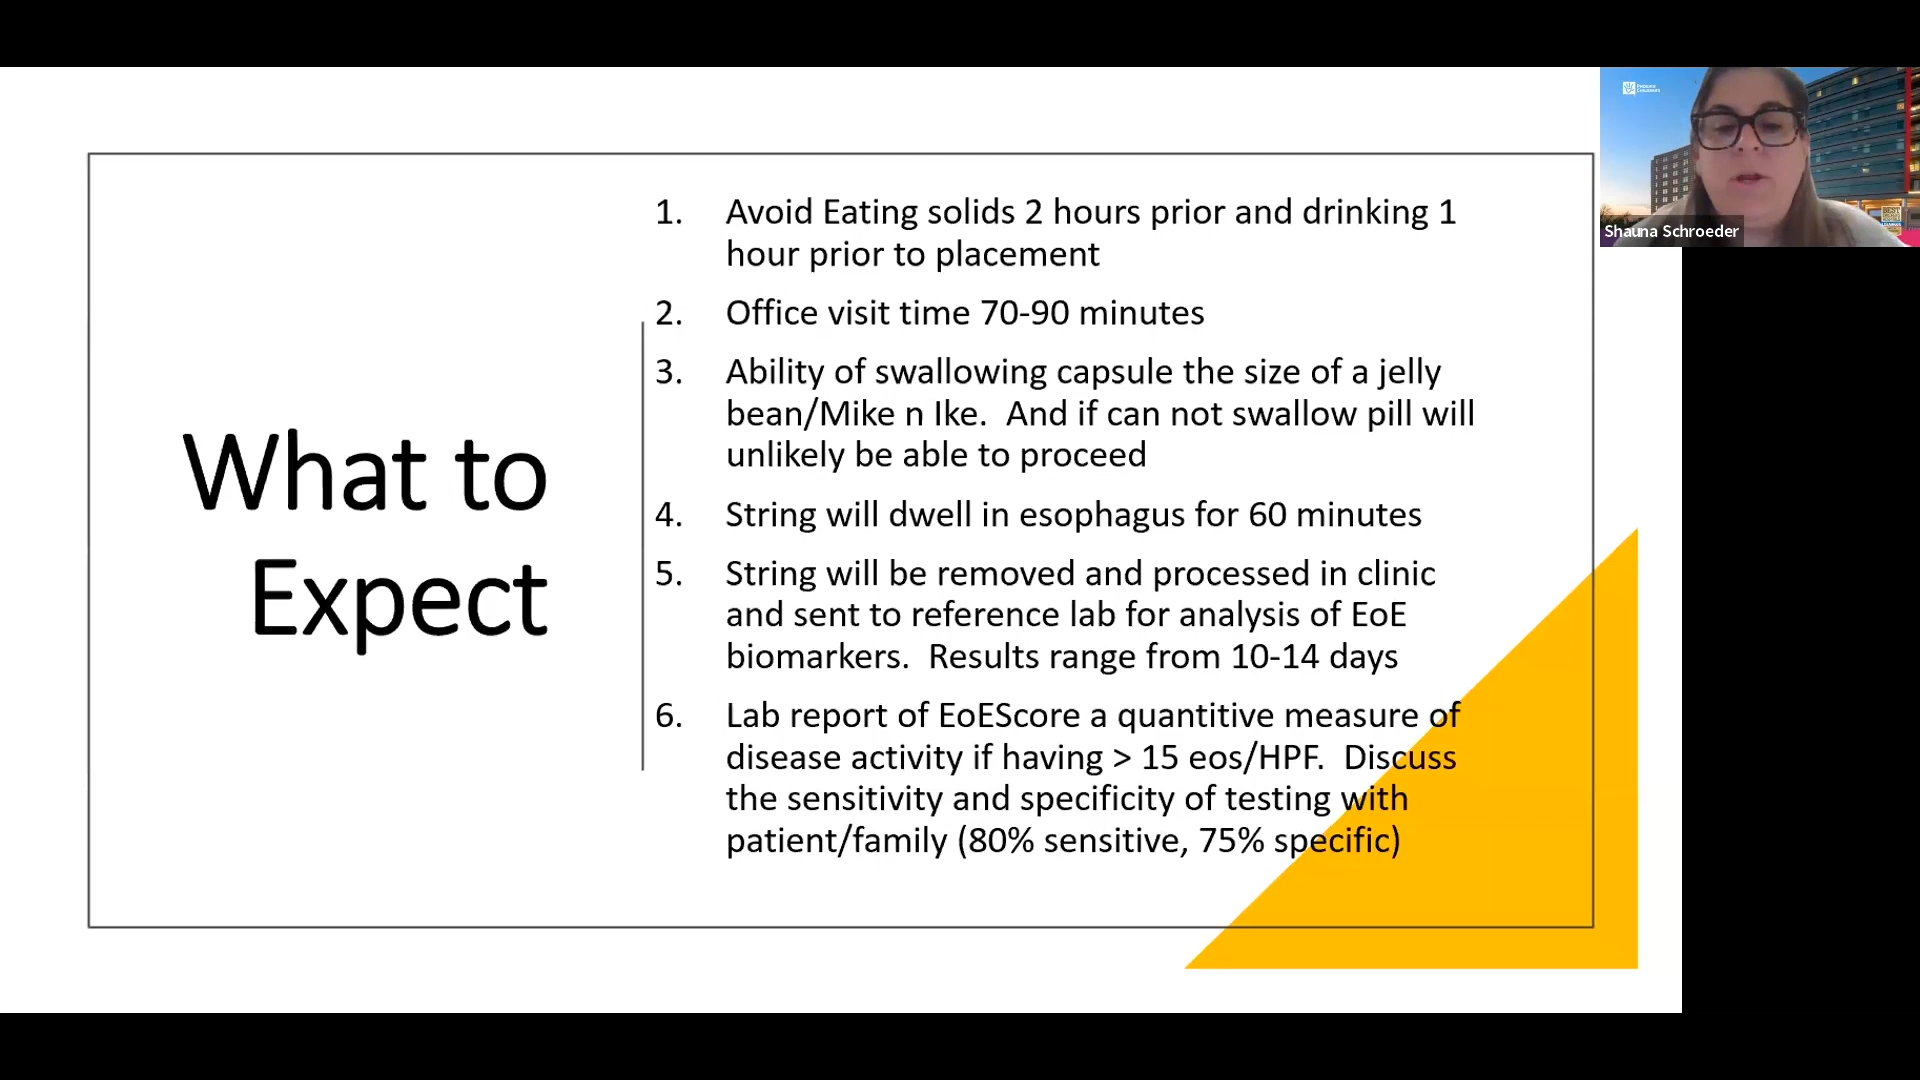 What to
Expect
1. Avoid Eating solids 2 hours prior and drinking 1
hour prior to placement
2. Office visit time 70-90 minutes
3. Ability of swallowing capsule the size of a jelly
bean/Mike n Ike.  And if can not swallow pill will
unlikely be able to proceed
4. String will dwell in esophagus for 60 minutes
5. String will be removed and processed in clinic
and sent to reference lab for analysis of EoE
biomarkers.  Results range from 10-14 days
6. Lab report of EoEScore a quantitive measure of
disease activity if having > 15 eos/HPF.  Discuss
the sensitivity and specificity of testing with
patient/family (80% sensitive, 75% specific)
Shauna Schroeder